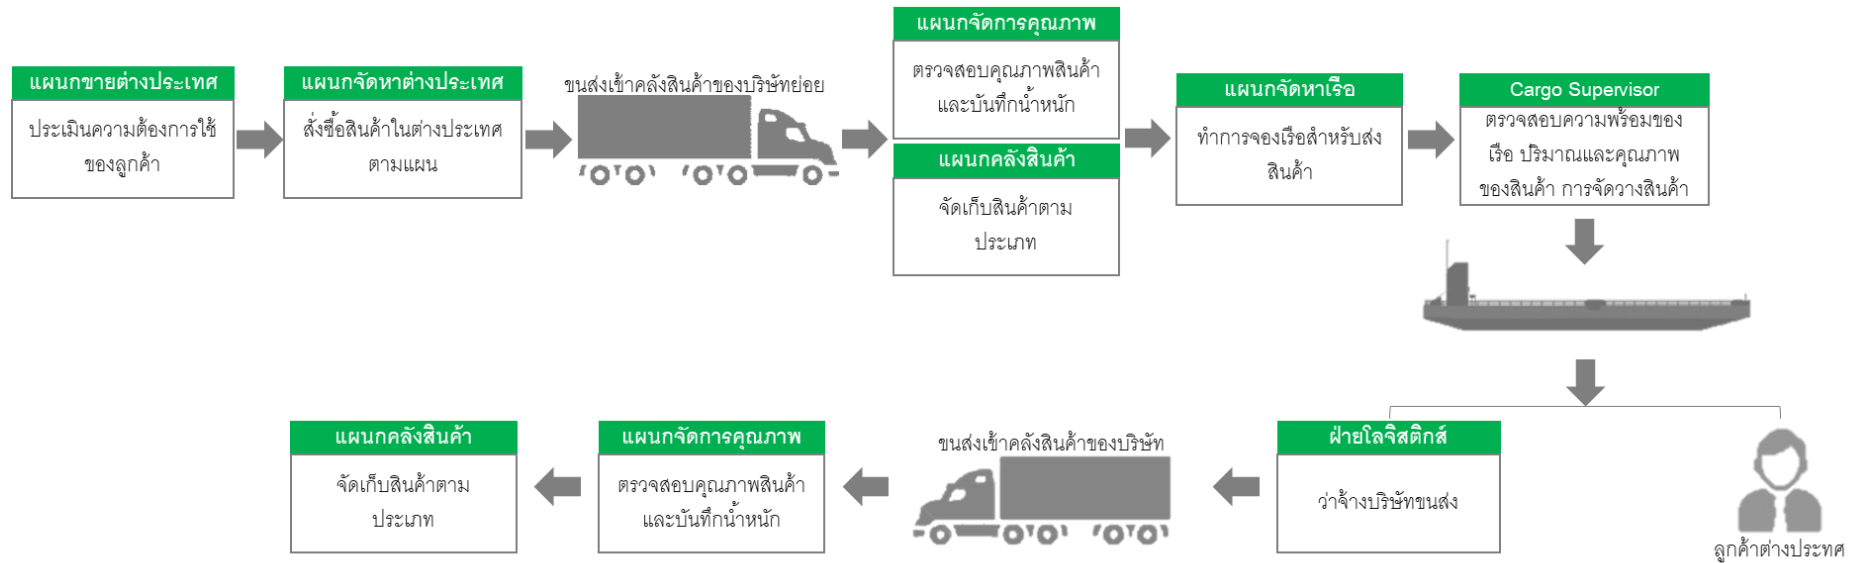 แผนกขายต่างประเทศ
ประเมินความต้องการใช้
ของลูกค้า
แผนกจัดหาต่างประเทศ
สั่งซื้อสินค้าในต่างประเทศ
ตามแผน
ขนส่งเข้าคลังสินค้าของบริษัทย่อย
แผนกจัดการคุณภาพ
ตรวจสอบคุณภาพสินค้า
และบันทึกน้ำหนัก
แผนกคลังสินค้า
จัดเก็บสินค้าตาม
ประเภท
แผนกจัดหาเรือ
ทำการจองเรือสำหรับส่ง
สินค้า
Cargo Supervisor
ตรวจสอบความพร้อมของ
เรือ ปริมาณและคุณภาพ
ของสินค้า การจัดวางสินค้า
ฝ่ายโลจิสติกส์
ว่าจ้างบริษัทขนส่ง
ลูกค้าต่างประทศ
ขนส่งเข้าคลังสินค้าของบริษัท
แผนกจัดการคุณภาพ
ตรวจสอบคุณภาพสินค้า
และบันทึกน้ำหนัก
แผนกคลังสินค้า
จัดเก็บสินค้าตาม
ประเภท